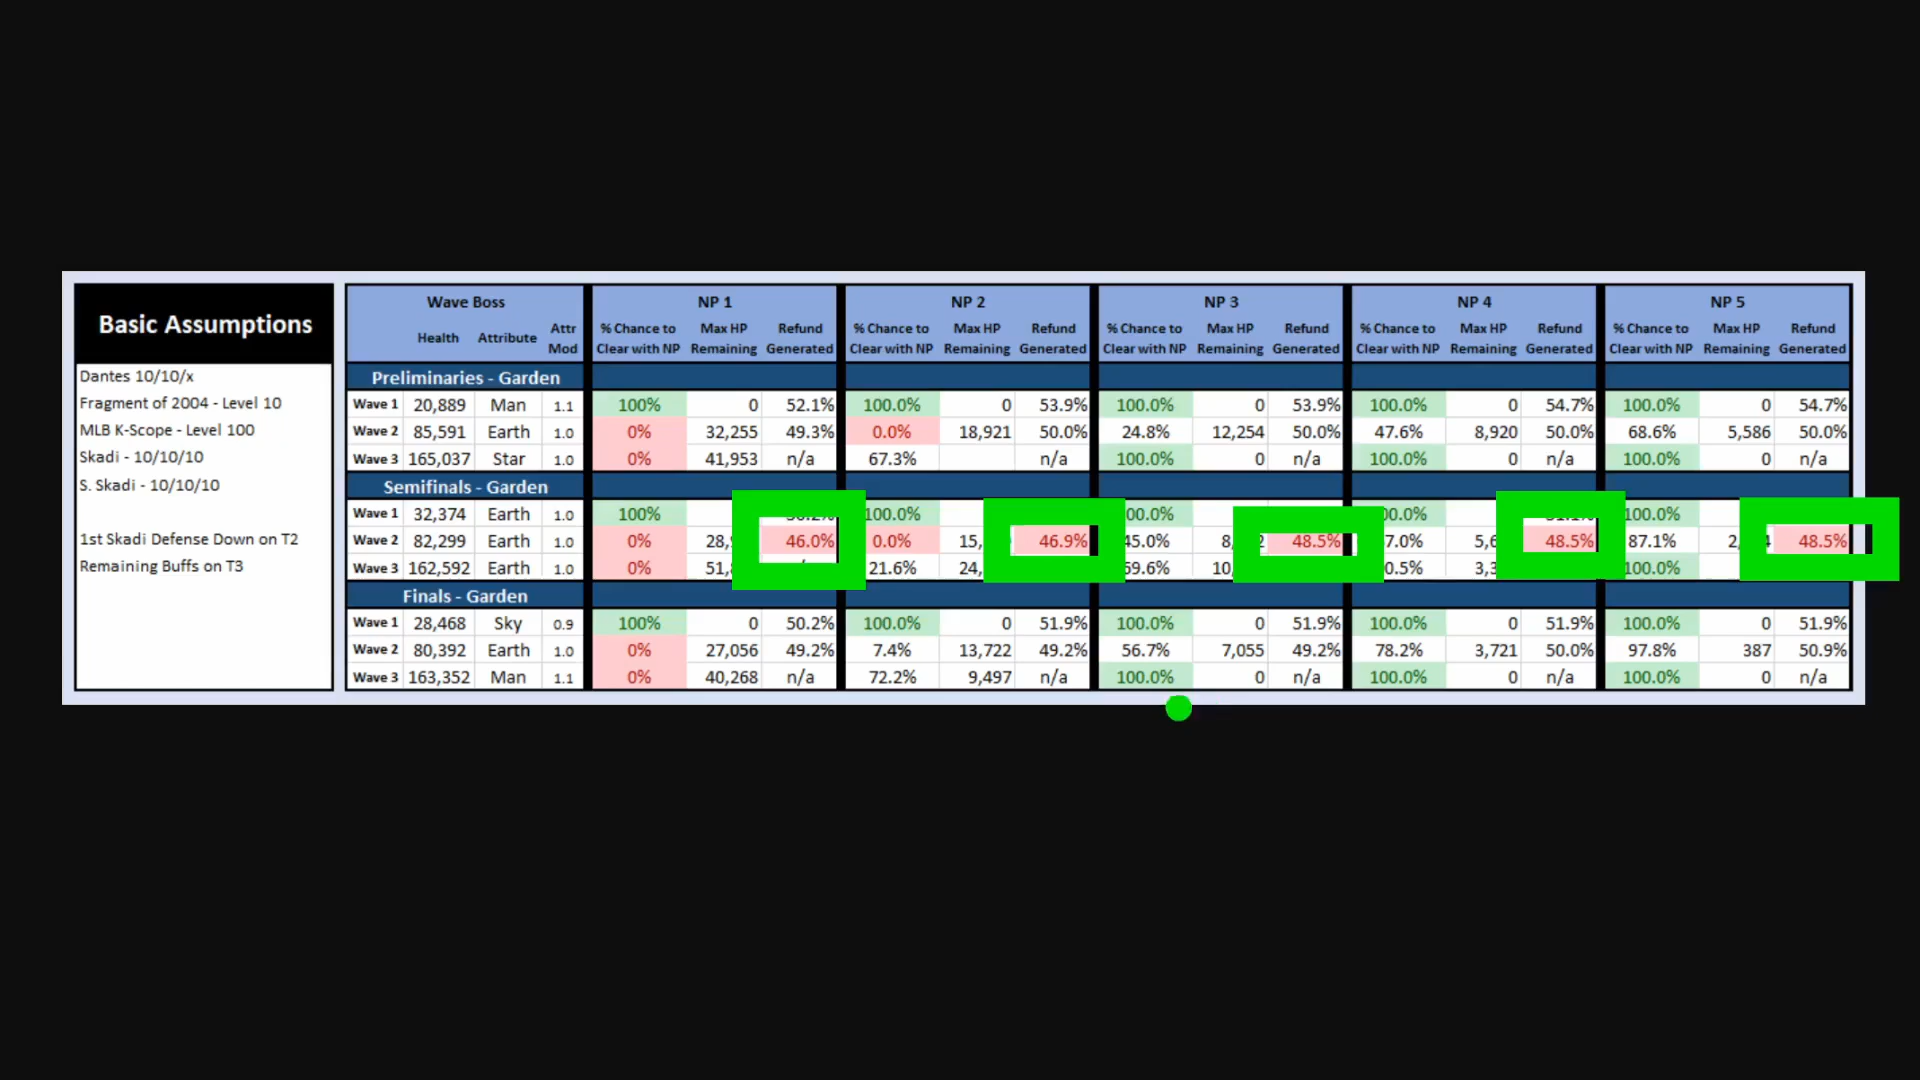 Basic Assumptions
Dantes 10/10/x
Fragment of 2004 - Level 10
MLB K-Scope - Level 100
Skadi - 10/10/10
S. Skadi - 10/10/10
1st Skadi Defense Down on T2
Remaining Buffs on T3
Wave Boss NP 1 NP 2 NP 3 NP 4 NP 5
Health Attribute Attr Mod % Chance to Clear with NP Max HP Remaining Refund Generated % Chance to Clear with NP Max HP Remaining Refund Generated % Chance to Clear with NP Max HP Remaining Refund Generated % Chance to Clear with NP Max HP Remaining Refund Generated % Chance to Clear with NP Max HP Remaining Refund Generated
Preliminaries - Garden
Wave 1 20,889 Man 1.1 100% 0 52.1% 100.0% 0 53.9% 100.0% 0 53.9% 100.0% 0 54.7% 100.0% 0 54.7%
Wave 2 85,591 Earth 1.0 0% 32,255 49.3% 0.0% 18,921 50.0% 24.8% 12,254 50.0% 47.6% 8,920 50.0% 68.6% 5,586 50.0%
Wave 3 165,037 Star 1.0 0% 41,953 n/a 67.3% n/a 100.0% 0 n/a 100.0% 0 n/a 100.0% 0 n/a
Semifinals - Garden
Wave 1 32,374 Earth 1.0 100% 100.0% 100.0%
Wave 2 82,299 Earth 1.0 0% 46.0% 0.0% 46.9% 45.0% 48.5% 48.5% 87.1% 48.5%
Wave 3 162,592 Earth 1.0 0% 21.6% 100.0%
Finals - Garden
Wave 1 28,468 Sky 0.9 100% 0 50.2% 100.0% 0 51.9% 100.0% 0 51.9% 100.0% 0 51.9% 100.0% 0 51.9%
Wave 2 80,392 Earth 1.0 0% 27,056 49.2% 7.4% 13,722 49.2% 56.7% 7,055 49.2% 78.2% 3,721 50.0% 97.8% 387 50.9%
Wave 3 163,352 Man 1.1 0% 40,268 n/a 72.2% 9,497 n/a 100.0% 0 n/a 100.0% 0 n/a 100.0% 0 n/a